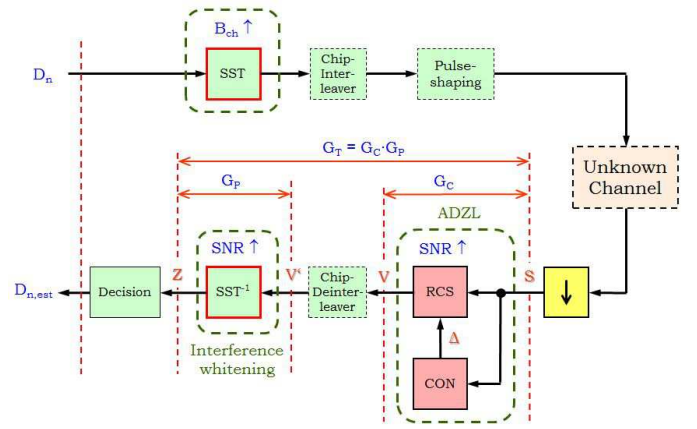 B_ch ↑
D_n
SST
Chip-
Inter-
leaver
Pulse-
shaping
G_T = G_C·G_P
Unknown
Channel
G_P
G_C
ADZL
SNR ↑
SNR ↑
Z
V‘
V
S
D_n,est
Decision
SST⁻¹
Chip-
Deinter-
leaver
RCS
↓
Δ
Interference
whitening
CON